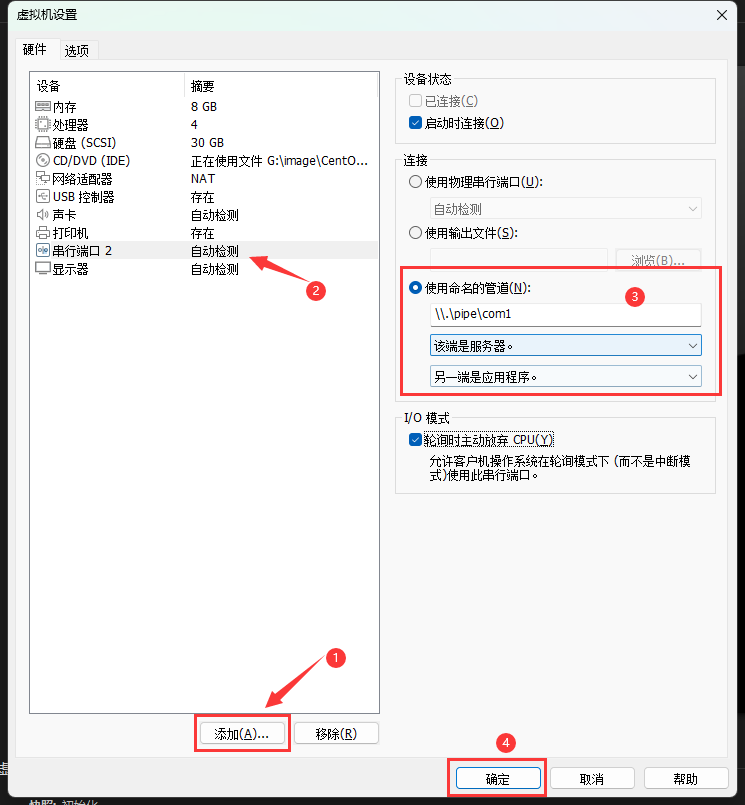 虚拟机设置
硬件 选项
设备 摘要
内存 8 GB
处理器 4
硬盘 (SCSI) 30 GB
CD/DVD (IDE) 正在使用文件 G:\image\CentO...
网络适配器 NAT
USB 控制器 存在
声卡 自动检测
打印机 存在
串行端口 2 自动检测
显示器 自动检测
2
1
添加(A)... 移除(R)
设备状态
已连接(C)
启动时连接(O)
连接
使用物理串行端口(U):
自动检测
使用输出文件(S):
浏览(B)...
使用命名的管道(N):
3
\\.\pipe\com1
该端是服务器。
另一端是应用程序。
I/O 模式
轮询时主动放弃 CPU(Y)
允许客户机操作系统在轮询模式下 (而不是中断模
式)使用此串行端口。
4
确定 取消 帮助
虚
快照: 初始化